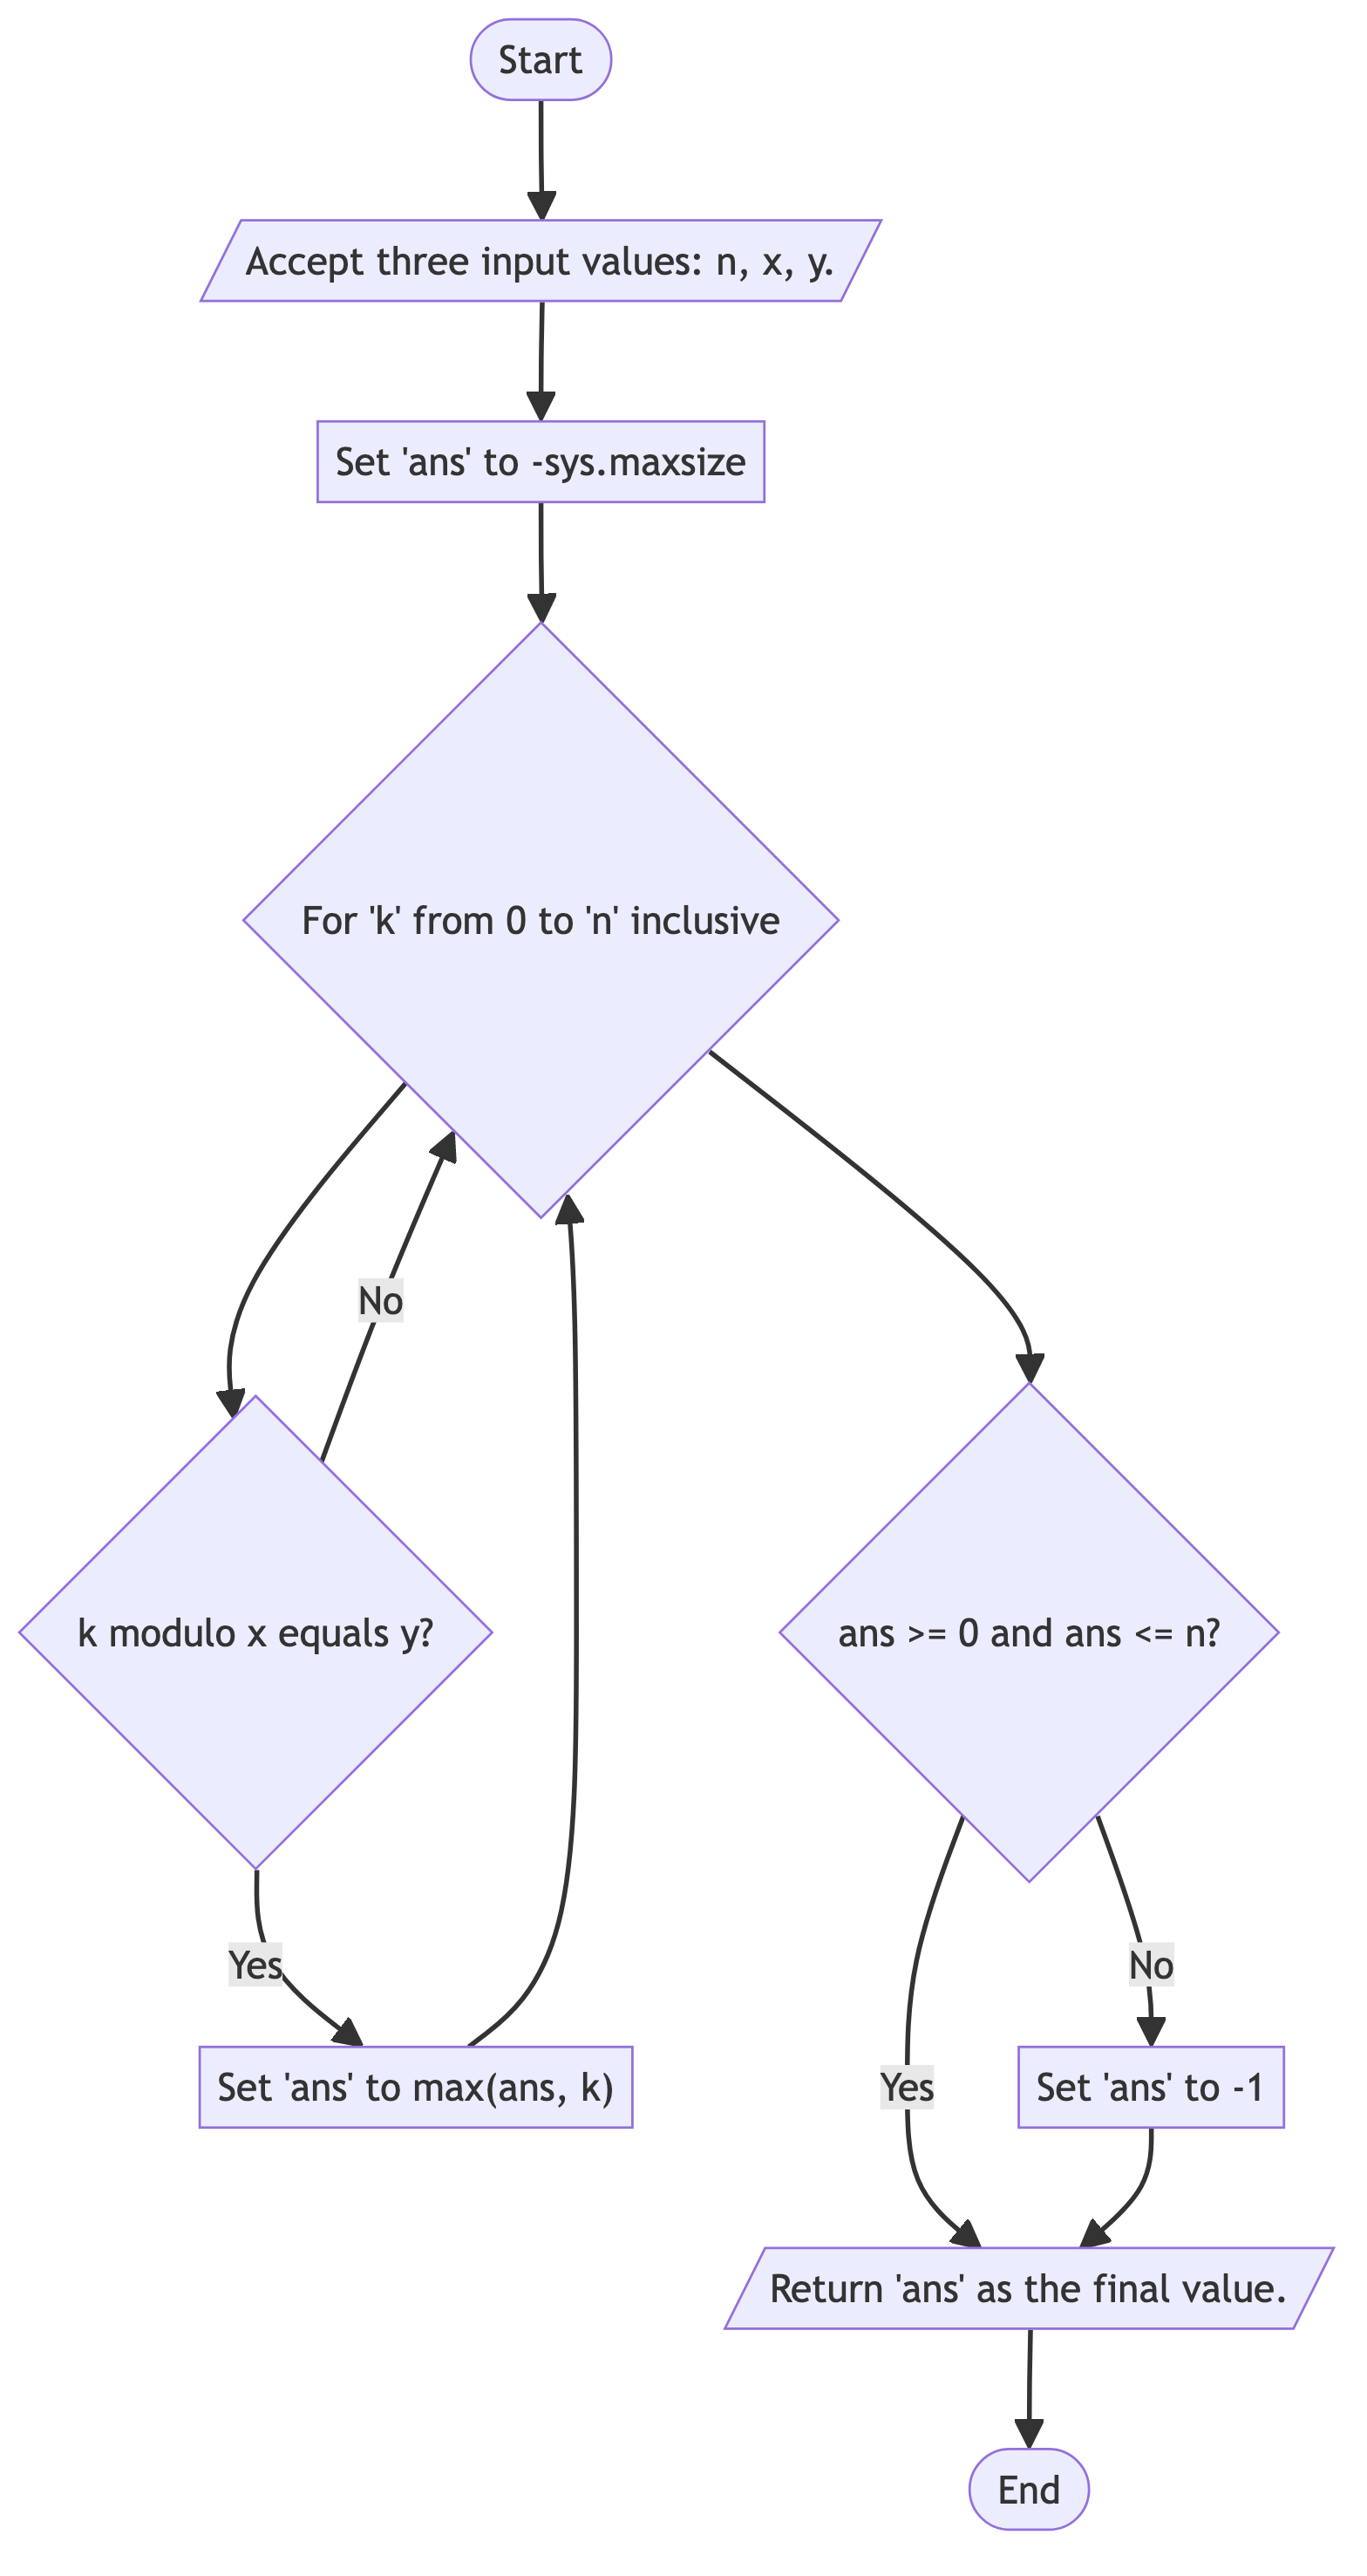 Start
Accept three input values: n, x, y.
Set 'ans' to -sys.maxsize
For 'k' from 0 to 'n' inclusive
No
k modulo x equals y?
ans >= 0 and ans <= n?
Yes
No
Set 'ans' to max(ans, k)
Yes
Set 'ans' to -1
Return 'ans' as the final value.
End